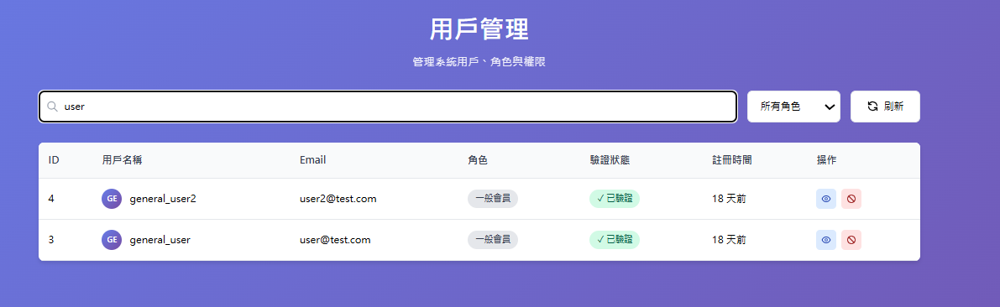 用戶管理
管理系統用戶、角色與權限
user
所有角色
刷新
ID 用戶名稱 Email 角色 驗證狀態 註冊時間 操作
4 GE general_user2 user2@test.com 一般會員 ✓ 已驗證 18 天前
3 GE general_user user@test.com 一般會員 ✓ 已驗證 18 天前